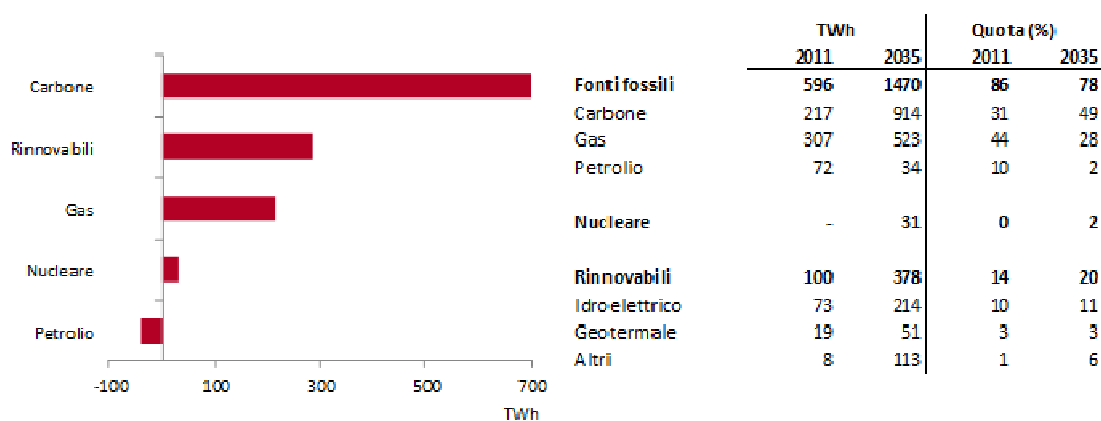 Carbone
Rinnovabili
Gas
Nucleare
Petrolio
-100 100 300 500 700
TWh
TWh Quota (%)
2011 2035 2011 2035
Fonti fossili 596 1470 86 78
Carbone 217 914 31 49
Gas 307 523 44 28
Petrolio 72 34 10 2
Nucleare - 31 0 2
Rinnovabili 100 378 14 20
Idroelettrico 73 214 10 11
Geotermale 19 51 3 3
Altrii 8 113 1 6